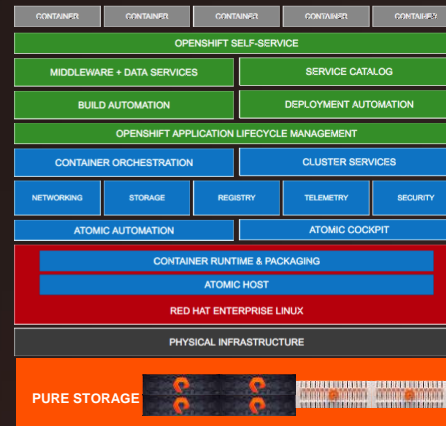 CONTAINER CONTAINER CONTAINER CONTAINER CONTAINER
OPENSHIFT SELF-SERVICE
MIDDLEWARE + DATA SERVICES SERVICE CATALOG
BUILD AUTOMATION DEPLOYMENT AUTOMATION
OPENSHIFT APPLICATION LIFECYCLE MANAGEMENT
CONTAINER ORCHESTRATION CLUSTER SERVICES
NETWORKING STORAGE REGISTRY TELEMETRY SECURITY
ATOMIC AUTOMATION ATOMIC COCKPIT
CONTAINER RUNTIME & PACKAGING
ATOMIC HOST
RED HAT ENTERPRISE LINUX
PHYSICAL INFRASTRUCTURE
PURE STORAGE